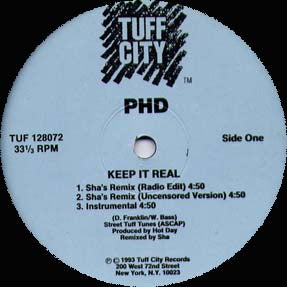 TUFF
CITY
TM
PHD
TUF 128072
33⅓ RPM
Side One
KEEP IT REAL
1. Sha's Remix (Radio Edit) 4:50
2. Sha's Remix (Uncensored Version) 4:50
3. Instrumental 4:50
(D. Franklin/W. Bass)
Street Tuff Tunes (ASCAP)
Produced by Hot Day
Remixed by Sha
℗ © 1993 Tuff City Records
200 West 72nd Street
New York, N.Y. 10023